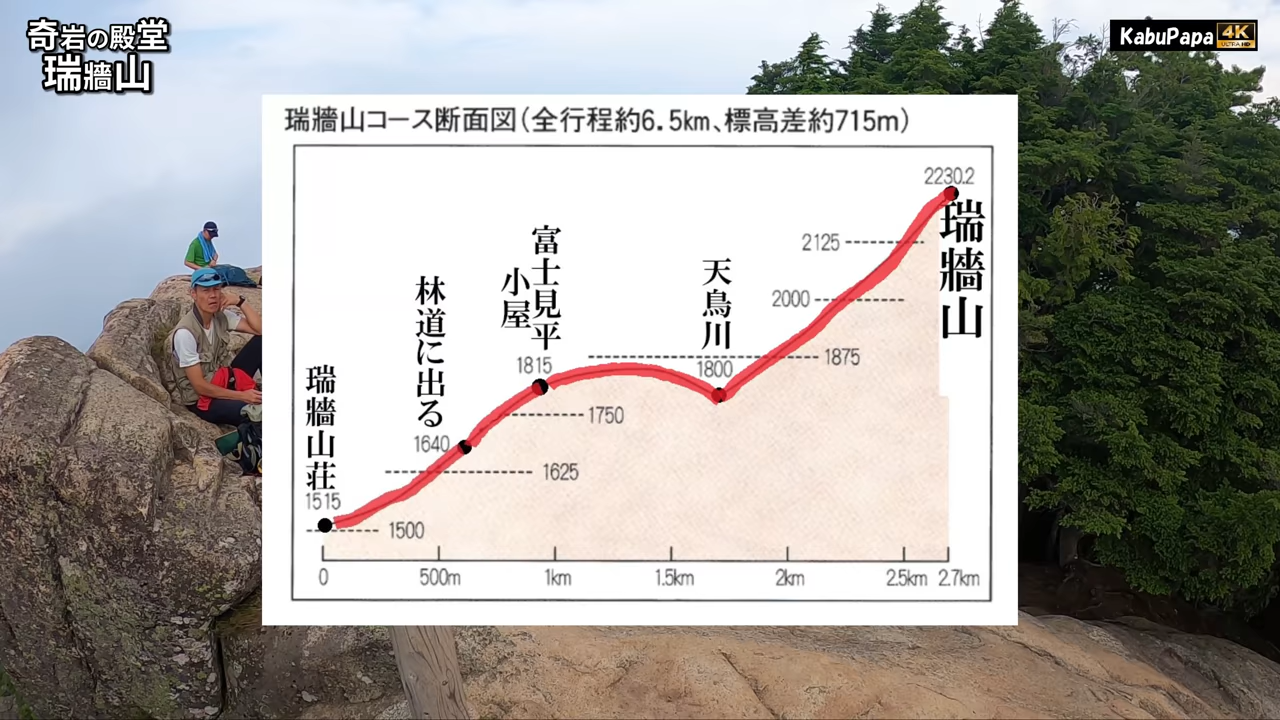 奇岩の殿堂
瑞牆山
KabuPapa 4K
ULTRA HD
瑞牆山コース断面図(全行程約6.5km、標高差約715m)
2230.2
瑞牆山
2125
2000
天鳥川
1800
1875
富士見平
小屋
1815
1750
林道に出る
1640
1625
瑞牆山荘
1515
1500
0
500m
1km
1.5km
2km
2.5km
2.7km